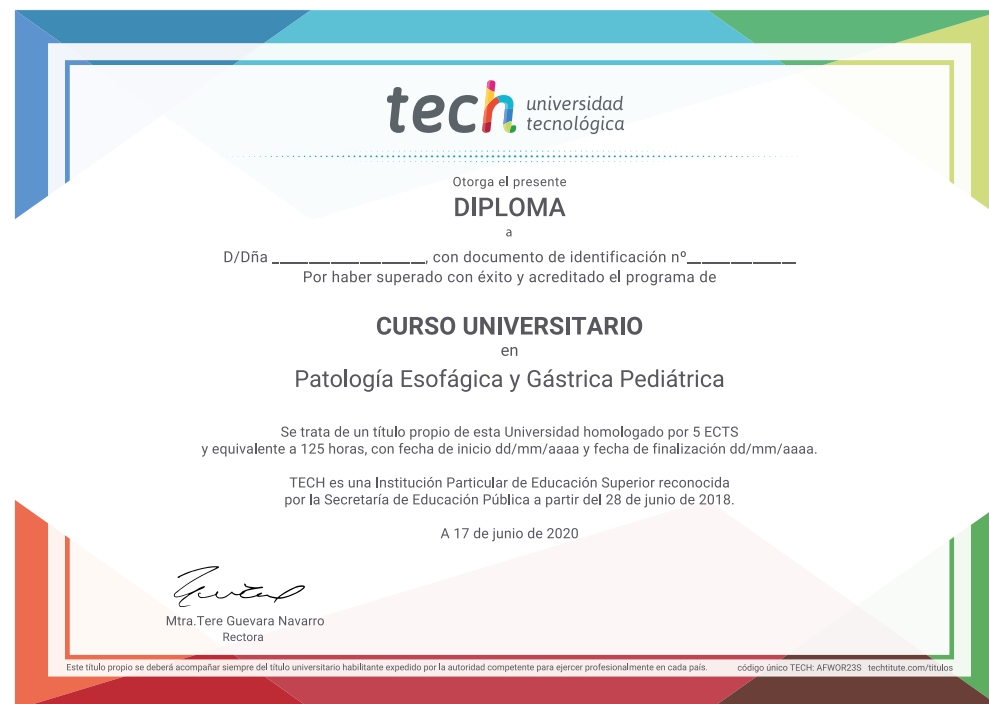 tech universidad
tecnológica
Otorga el presente
DIPLOMA
a
D/Dña ____________________, con documento de identificación nº______________
Por haber superado con éxito y acreditado el programa de
CURSO UNIVERSITARIO
en
Patología Esofágica y Gástrica Pediátrica
Se trata de un título propio de esta Universidad homologado por 5 ECTS
y equivalente a 125 horas, con fecha de inicio dd/mm/aaaa y fecha de finalización dd/mm/aaaa.
TECH es una Institución Particular de Educación Superior reconocida
por la Secretaría de Educación Pública a partir del 28 de junio de 2018.
A 17 de junio de 2020
Mtra.Tere Guevara Navarro
Rectora
Este título propio se deberá acompañar siempre del título universitario habilitante expedido por la autoridad competente para ejercer profesionalmente en cada país. código único TECH: AFWOR23S techtitute.com/titulos